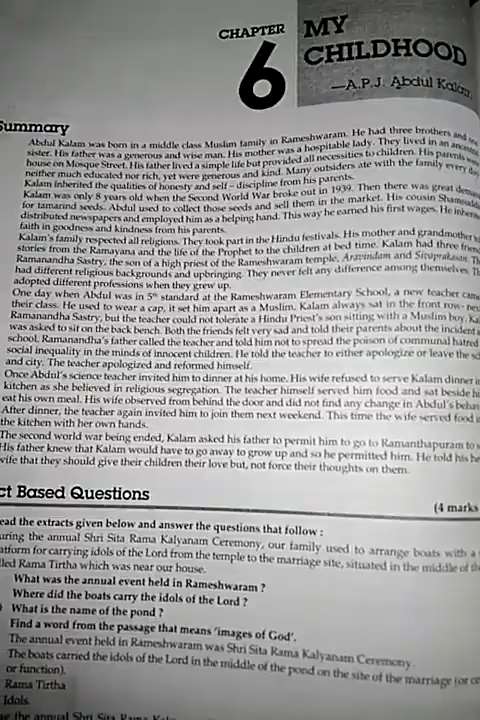 CHAPTER
6
MY
CHILDHOOD
—A.P.J. Abdul Kalam
Summary
Abdul Kalam was born in a middle class Muslim family in Rameshwaram. He had three brothers and one
sister. His father was a generous and wise man. His mother was a hospitable lady. They lived in an
house on Mosque Street. His father lived a simple life but provided all necessities to children. His parents were
neither much educated nor rich, yet were generous and kind. Many outsiders ate with the family every day.
Kalam inherited the qualities of honesty and self – discipline from his parents.
Kalam was only 8 years old when the Second World War broke out in 1939. Then there was great
for tamarind seeds. Abdul used to collect those seeds and sell them in the market. His cousin
distributed newspapers and employed him as a helping hand. This way he earned his first wages. He
faith in goodness and kindness from his parents.
Kalam's family respected all religions. They took part in the Hindu festivals. His mother and grandmother
stories from the Ramayana and the life of the Prophet to the children at bed time. Kalam had three
Ramanandha Sastry, the son of a high priest of the Rameshwaram temple, Aravindam and Sivaprakasan.
had different religious backgrounds and upbringing. They never felt any difference among themselves.
adopted different professions when they grew up.
One day when Abdul was in 5th standard at the Rameshwaram Elementary School, a new teacher came
their class. He used to wear a cap, it set him apart as a Muslim. Kalam always sat in the front row
Ramanandha Sastry, but the teacher could not tolerate a Hindu Priest's son sitting with a Muslim boy.
was asked to sit on the back bench. Both the friends felt very sad and told their parents about the incident
school. Ramanandha's father called the teacher and told him not to spread the poison of communal hatred
social inequality in the minds of innocent children. He told the teacher to either apologize or leave the
and city. The teacher apologized and reformed himself.
Once Abdul's science teacher invited him to dinner at his home. His wife refused to serve Kalam dinner
kitchen as she believed in religious segregation. The teacher himself served him food and sat beside
eat his own meal. His wife observed from behind the door and did not find any change in Abdul's
After dinner, the teacher again invited him to join them next weekend. This time the wife served food
the kitchen with her own hands.
The second world war being ended, Kalam asked his father to permit him to go to Ramanthapuram to
His father knew that Kalam would have to go away to grow up and so he permitted him. He told his
wife that they should give their children their love but, not force their thoughts on them.
ct Based Questions
(4 marks
ead the extracts given below and answer the questions that follow :
uring the annual Shri Sita Rama Kalyanam Ceremony, our family used to arrange boats with a
atform for carrying idols of the Lord from the temple to the marriage site, situated in the middle of the
lled Rama Tirtha which was near our house.
What was the annual event held in Rameshwaram ?
Where did the boats carry the idols of the Lord ?
What is the name of the pond ?
Find a word from the passage that means 'images of God'.
The annual event held in Rameshwaram was Shri Sita Rama Kalyanam Ceremony.
The boats carried the idols of the Lord in the middle of the pond on the site of the marriage (or
or function).
Rama Tirtha
Idols.
the annual Shri Sita Rama